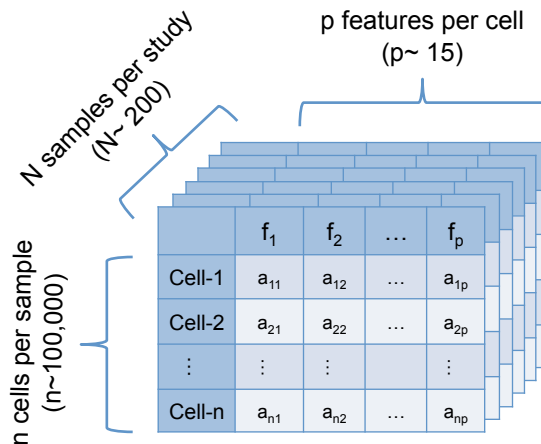 p features per cell
(p~ 15)
N samples per study
(N~ 200)
n cells per sample
(n~100,000)
f1 f2 … fp
Cell-1 a11 a12 … a1p
Cell-2 a21 a22 … a2p
⋮ ⋮ ⋮ ⋮
Cell-n an1 an2 … anp